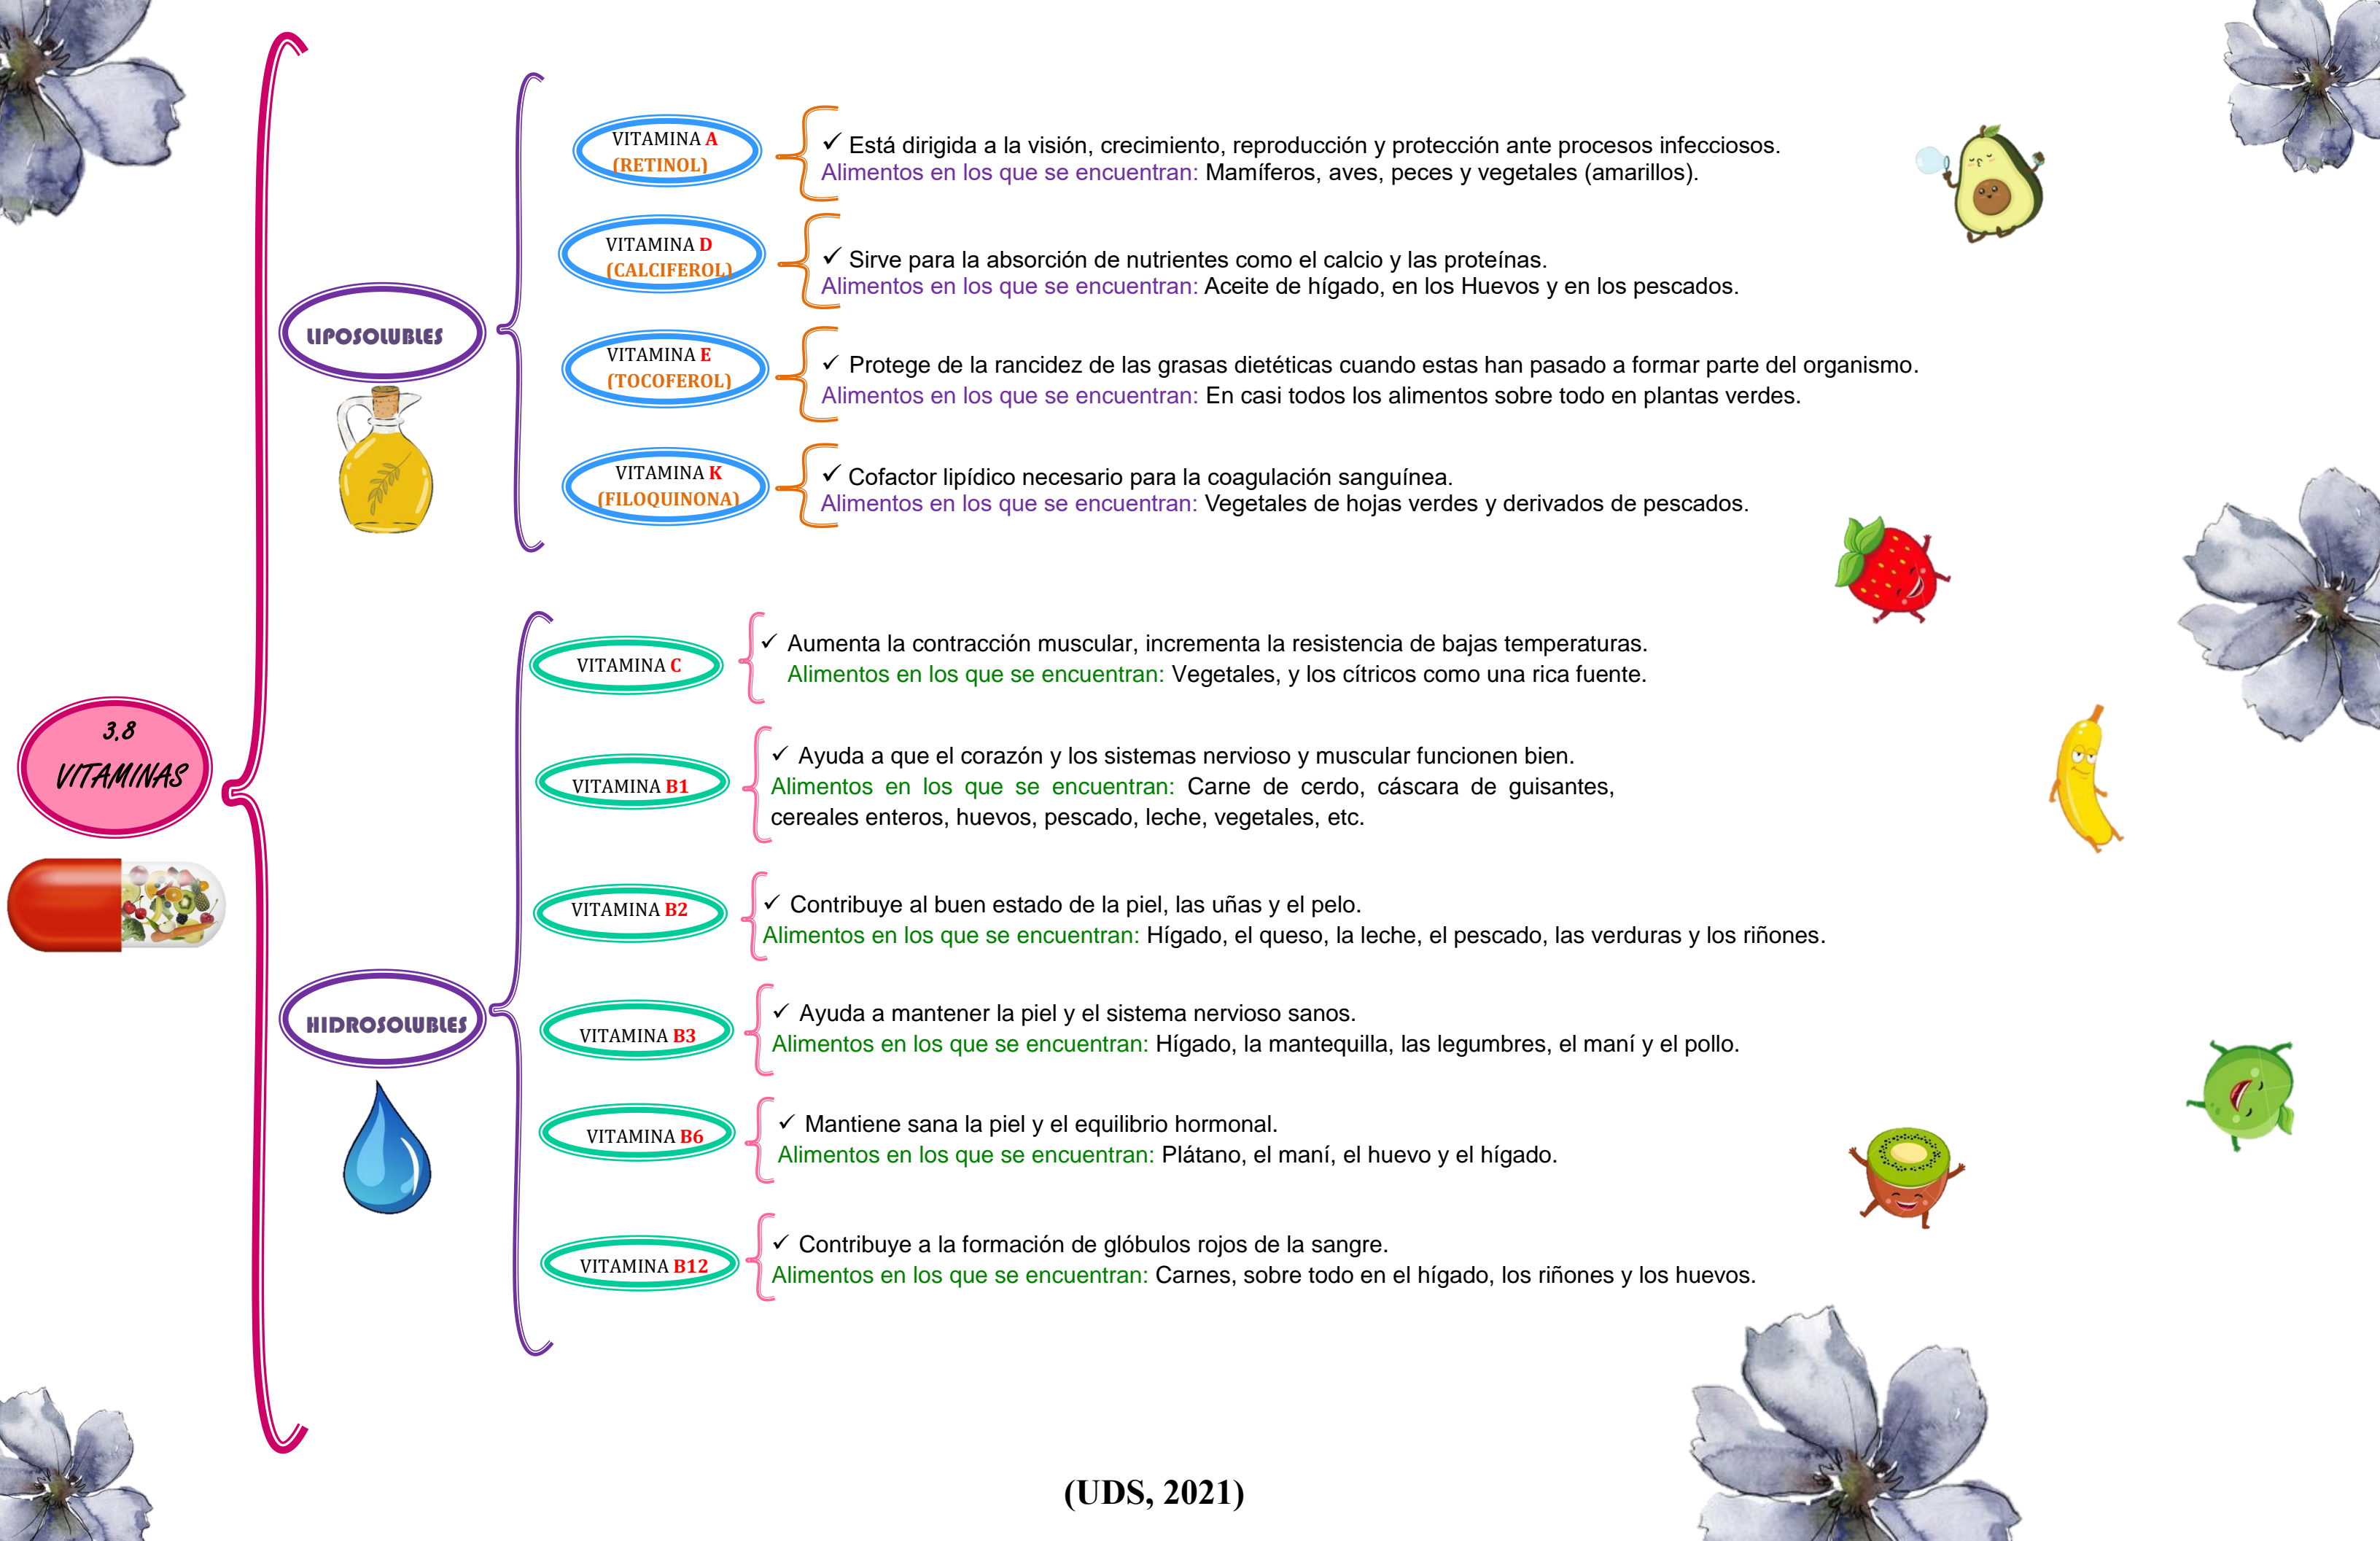 3.8
VITAMINAS
LIPOSOLUBLES
VITAMINA A
(RETINOL)
✓ Está dirigida a la visión, crecimiento, reproducción y protección ante procesos infecciosos.
Alimentos en los que se encuentran: Mamíferos, aves, peces y vegetales (amarillos).
VITAMINA D
(CALCIFEROL)
✓ Sirve para la absorción de nutrientes como el calcio y las proteínas.
Alimentos en los que se encuentran: Aceite de hígado, en los Huevos y en los pescados.
VITAMINA E
(TOCOFEROL)
✓ Protege de la rancidez de las grasas dietéticas cuando estas han pasado a formar parte del organismo.
Alimentos en los que se encuentran: En casi todos los alimentos sobre todo en plantas verdes.
VITAMINA K
(FILOQUINONA)
✓ Cofactor lipídico necesario para la coagulación sanguínea.
Alimentos en los que se encuentran: Vegetales de hojas verdes y derivados de pescados.
HIDROSOLUBLES
VITAMINA C
✓ Aumenta la contracción muscular, incrementa la resistencia de bajas temperaturas.
Alimentos en los que se encuentran: Vegetales, y los cítricos como una rica fuente.
VITAMINA B1
✓ Ayuda a que el corazón y los sistemas nervioso y muscular funcionen bien.
Alimentos en los que se encuentran: Carne de cerdo, cáscara de guisantes,
cereales enteros, huevos, pescado, leche, vegetales, etc.
VITAMINA B2
✓ Contribuye al buen estado de la piel, las uñas y el pelo.
Alimentos en los que se encuentran: Hígado, el queso, la leche, el pescado, las verduras y los riñones.
VITAMINA B3
✓ Ayuda a mantener la piel y el sistema nervioso sanos.
Alimentos en los que se encuentran: Hígado, la mantequilla, las legumbres, el maní y el pollo.
VITAMINA B6
✓ Mantiene sana la piel y el equilibrio hormonal.
Alimentos en los que se encuentran: Plátano, el maní, el huevo y el hígado.
VITAMINA B12
✓ Contribuye a la formación de glóbulos rojos de la sangre.
Alimentos en los que se encuentran: Carnes, sobre todo en el hígado, los riñones y los huevos.
(UDS, 2021)